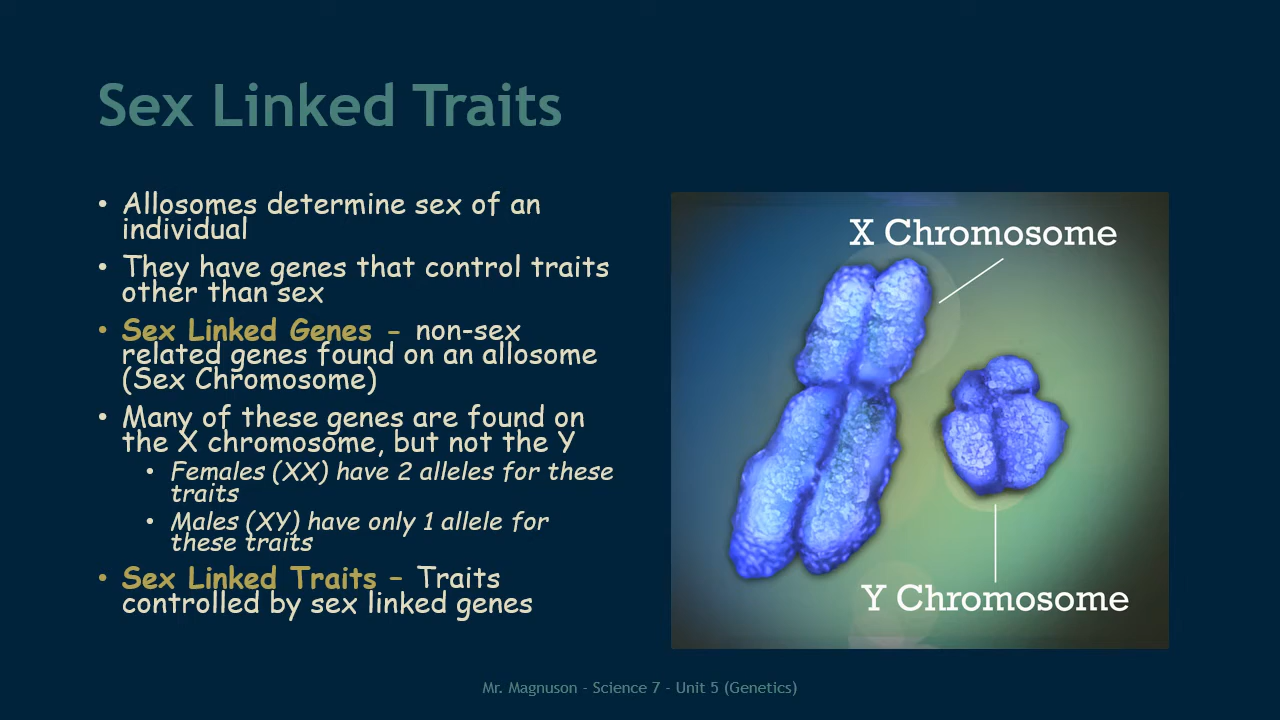 Sex Linked Traits
• Allosomes determine sex of an
individual
• They have genes that control traits
other than sex
• Sex Linked Genes - non-sex
related genes found on an allosome
(Sex Chromosome)
• Many of these genes are found on
the X chromosome, but not the Y
• Females (XX) have 2 alleles for these
traits
• Males (XY) have only 1 allele for
these traits
• Sex Linked Traits – Traits
controlled by sex linked genes
X Chromosome
Y Chromosome
Mr. Magnuson - Science 7 - Unit 5 (Genetics)